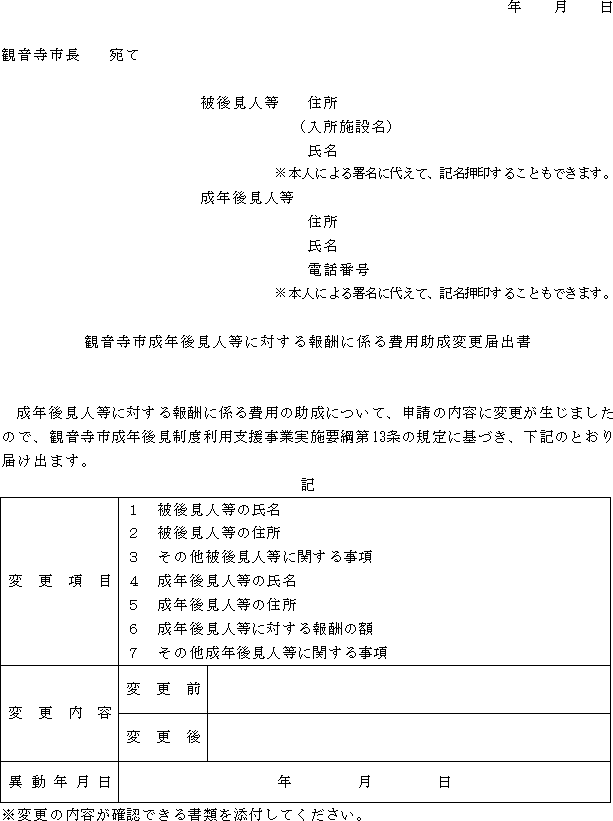 年　　月　　日
観音寺市長　　宛て
被後見人等　　住所
（入所施設名）
氏名
※本人による署名に代えて、記名押印することもできます。
成年後見人等
住所
氏名
電話番号
※本人による署名に代えて、記名押印することもできます。
観音寺市成年後見人等に対する報酬に係る費用助成変更届出書
成年後見人等に対する報酬に係る費用の助成について、申請の内容に変更が生じました
ので、観音寺市成年後見制度利用支援事業実施要綱第13条の規定に基づき、下記のとおり
届け出ます。
記
変更項目
1　被後見人等の氏名
2　被後見人等の住所
3　その他被後見人等に関する事項
4　成年後見人等の氏名
5　成年後見人等の住所
6　成年後見人等に対する報酬の額
7　その他成年後見人等に関する事項
変更内容
変更前
変更後
異動年月日　　年　　月　　日
※変更の内容が確認できる書類を添付してください。